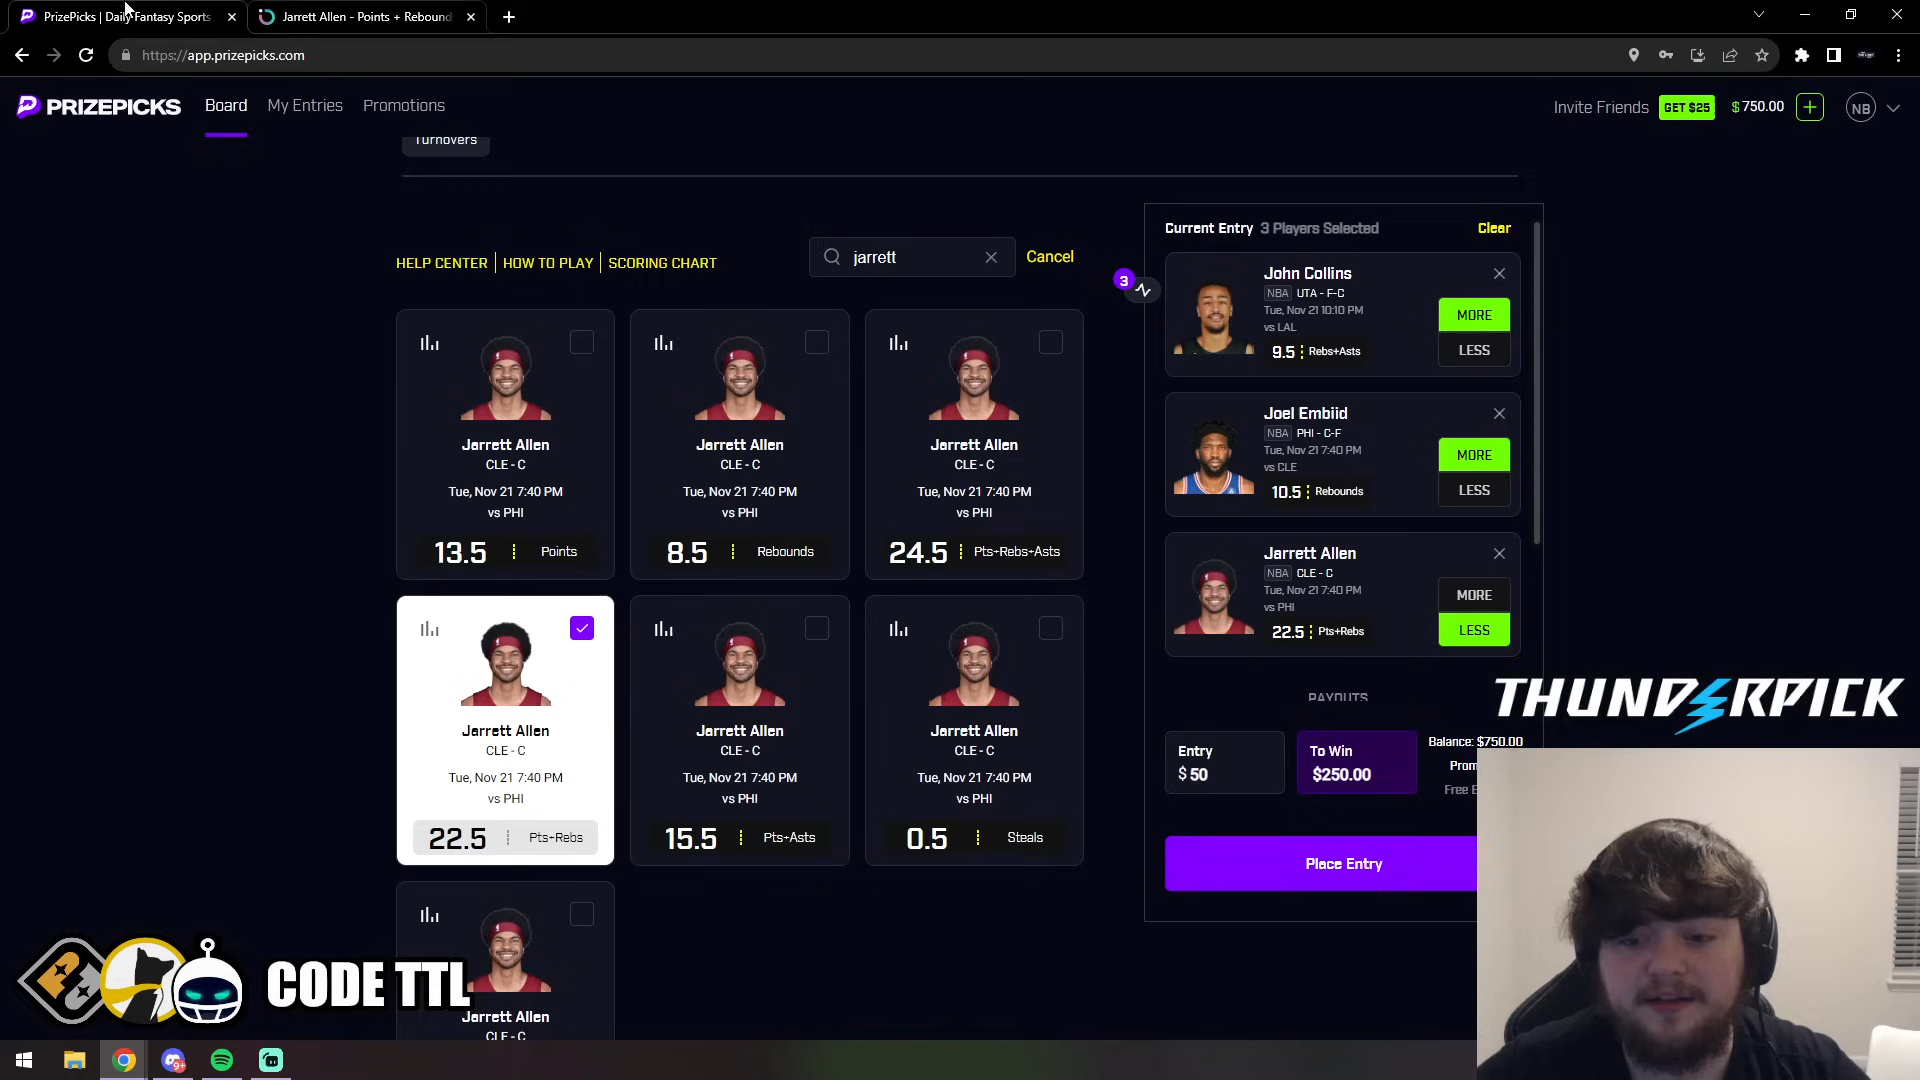 PrizePicks | Daily Fantasy Sports
Jarrett Allen - Points + Rebound
https://app.prizepicks.com
PRIZEPICKS
Board
My Entries
Promotions
Invite Friends
GET $25
$ 750.00
NB
Turnovers
HELP CENTER | HOW TO PLAY | SCORING CHART
jarrett
Cancel
Jarrett Allen
CLE - C
Tue, Nov 21 7:40 PM
vs PHI
13.5 Points
Jarrett Allen
CLE - C
Tue, Nov 21 7:40 PM
vs PHI
8.5 Rebounds
Jarrett Allen
CLE - C
Tue, Nov 21 7:40 PM
vs PHI
24.5 Pts+Rebs+Asts
Jarrett Allen
CLE - C
Tue, Nov 21 7:40 PM
vs PHI
22.5 Pts+Rebs
Jarrett Allen
CLE - C
Tue, Nov 21 7:40 PM
vs PHI
15.5 Pts+Asts
Jarrett Allen
CLE - C
Tue, Nov 21 7:40 PM
vs PHI
0.5 Steals
Jarrett Allen
CLE - C
Current Entry 3 Players Selected
Clear
3
John Collins
NBA UTA - F-C
Tue, Nov 21 10:10 PM
vs LAL
9.5 Rebs+Asts
MORE
LESS
Joel Embiid
NBA PHI - C-F
Tue, Nov 21 7:40 PM
vs CLE
10.5 Rebounds
MORE
LESS
Jarrett Allen
NBA CLE - C
Tue, Nov 21 7:40 PM
vs PHI
22.5 Pts+Rebs
MORE
LESS
PAYOUTS
Entry
$ 50
To Win
$250.00
Balance: $750.00
Prom
Free E
Place Entry
THUNDERPICK
CODE TTL
9+